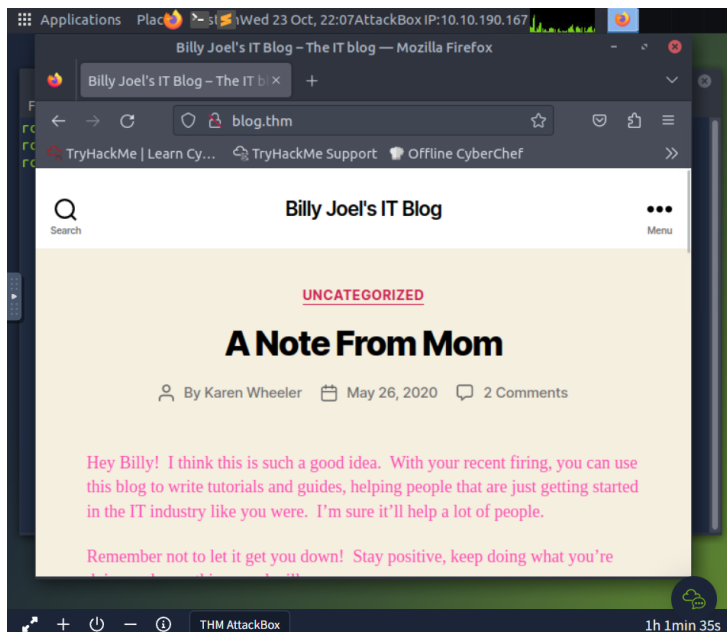 Applications Plac Wed 23 Oct, 22:07 AttackBox IP:10.10.190.167
Billy Joel's IT Blog – The IT blog — Mozilla Firefox
Billy Joel's IT Blog – The IT b
blog.thm
TryHackMe | Learn Cy... TryHackMe Support Offline CyberChef
Billy Joel's IT Blog
Search
Menu
UNCATEGORIZED
A Note From Mom
By Karen Wheeler May 26, 2020 2 Comments
Hey Billy! I think this is such a good idea. With your recent firing, you can use
this blog to write tutorials and guides, helping people that are just getting started
in the IT industry like you were. I'm sure it'll help a lot of people.
Remember not to let it get you down! Stay positive, keep doing what you're
THM AttackBox 1h 1min 35s